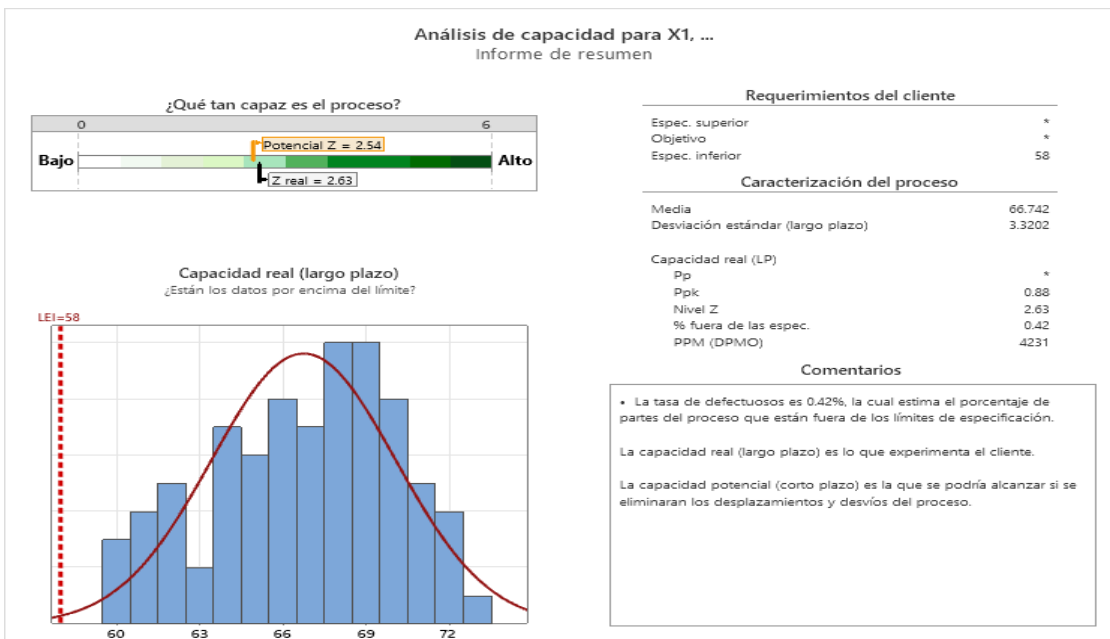 Análisis de capacidad para X1, ...
Informe de resumen
¿Qué tan capaz es el proceso?
0 6
Potencial Z = 2.54
Bajo Alto
Z real = 2.63
Requerimientos del cliente
Espec. superior *
Objetivo *
Espec. inferior 58
Caracterización del proceso
Media 66.742
Desviación estándar (largo plazo) 3.3202
Capacidad real (LP)
Pp *
Ppk 0.88
Nivel Z 2.63
% fuera de las espec. 0.42
PPM (DPMO) 4231
Capacidad real (largo plazo)
¿Están los datos por encima del límite?
LEI=58
60 63 66 69 72
Comentarios
• La tasa de defectuosos es 0.42%, la cual estima el porcentaje de
partes del proceso que están fuera de los límites de especificación.
La capacidad real (largo plazo) es lo que experimenta el cliente.
La capacidad potencial (corto plazo) es la que se podría alcanzar si se
eliminaran los desplazamientos y desvíos del proceso.